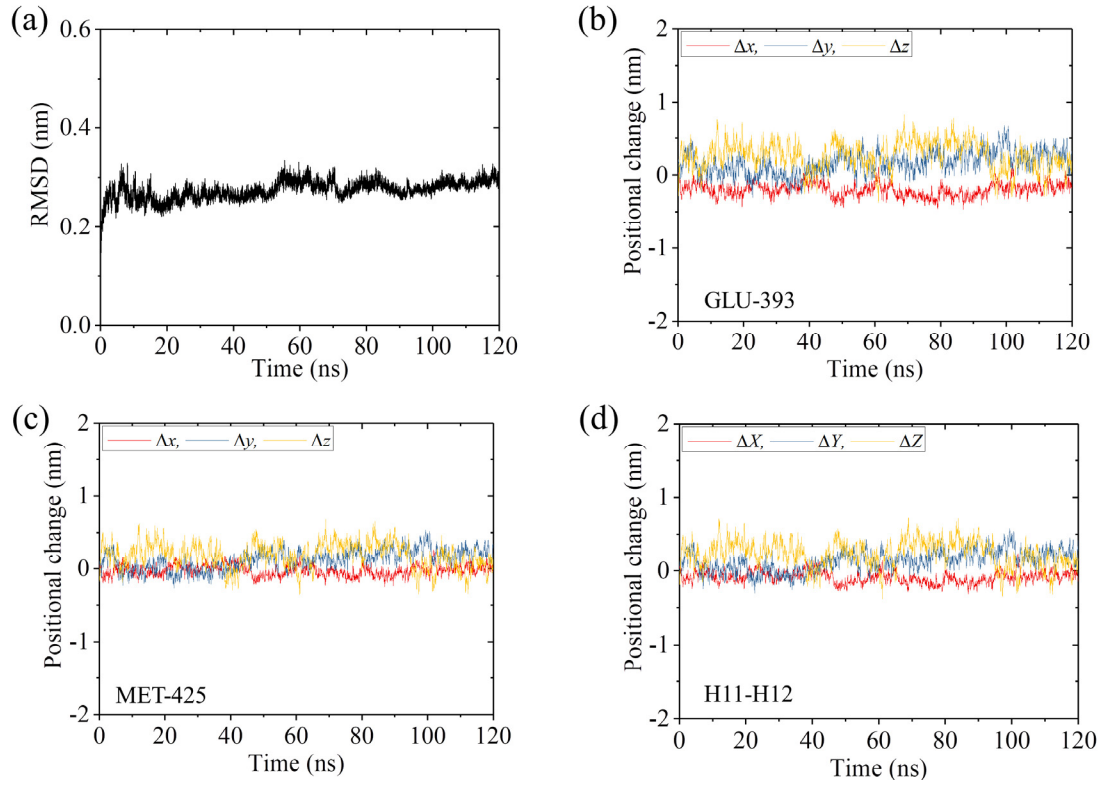 (a)
0.6
0.4
0.2
0.0
RMSD (nm)
0 20 40 60 80 100 120
Time (ns)
(b)
2
1
0
-1
-2
Positional change (nm)
Δx, Δy, Δz
GLU-393
0 20 40 60 80 100 120
Time (ns)
(c)
2
1
0
-1
-2
Positional change (nm)
Λx, Λy, Λz
MET-425
0 20 40 60 80 100 120
Time (ns)
(d)
2
1
0
-1
-2
Positional change (nm)
ΔX, ΔY, ΔZ
H11-H12
0 20 40 60 80 100 120
Time (ns)